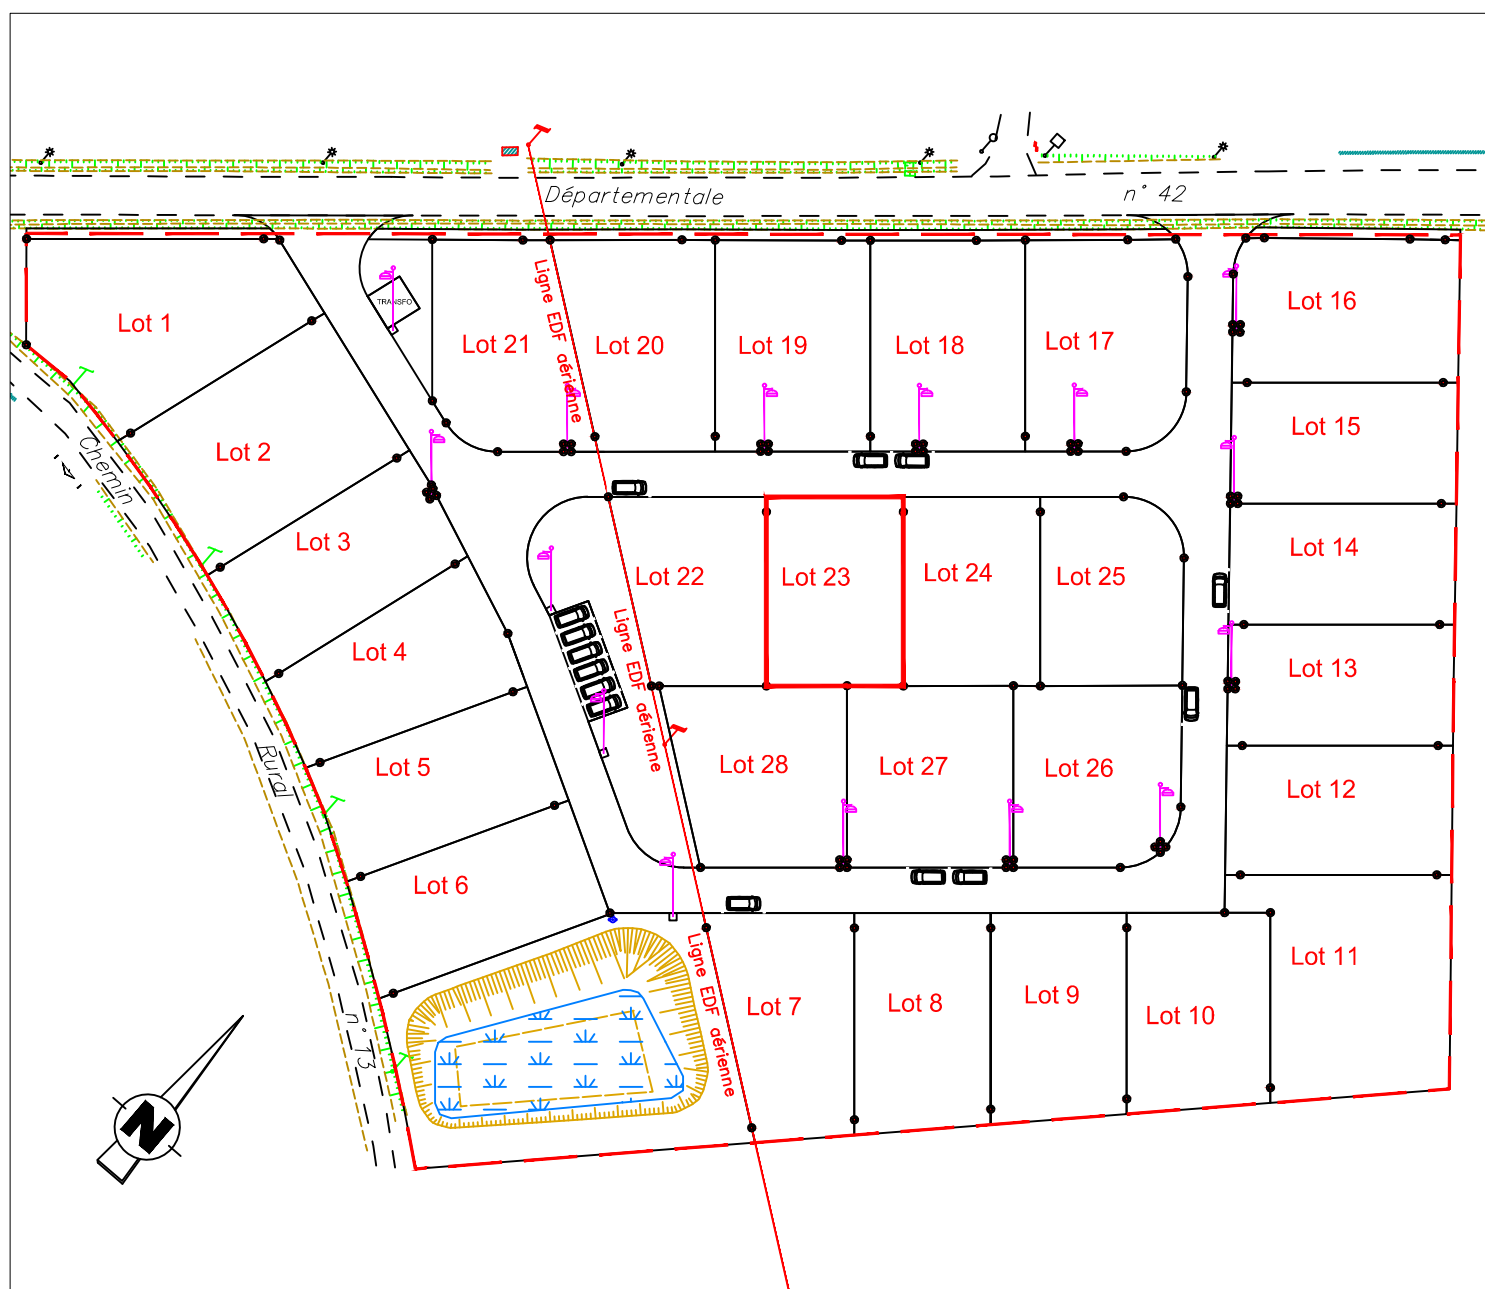 Départementale
n° 42
Lot 1
TRANSFO
Lot 21
Ligne EDF aérienne
Lot 20
Lot 19
Lot 18
Lot 17
Lot 16
Lot 15
Lot 2
Chemin
Lot 3
Lot 14
Lot 22
Lot 23
Lot 24
Lot 25
Lot 4
Ligne EDF aérienne
Lot 13
Lot 5
Rural
Lot 28
Lot 27
Lot 26
Lot 12
Lot 6
Lot 7
Ligne EDF aérienne
Lot 8
Lot 9
Lot 10
Lot 11
n° 13
N